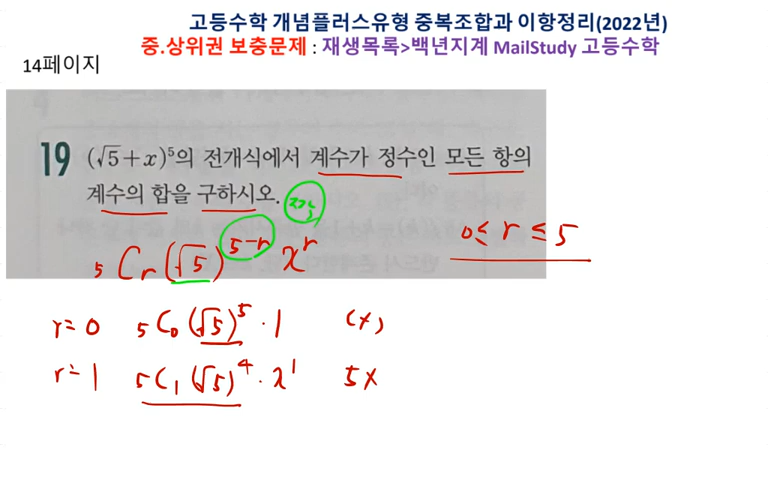 고등수학 개념플러스유형 중복조합과 이항정리(2022년)
중.상위권 보충문제 : 재생목록>백년지계 MailStudy 고등수학
14페이지
19 (√5+x)⁵의 전개식에서 계수가 정수인 모든 항의
계수의 합을 구하시오.
₅Cᵣ(√5)⁵⁻ʳ xʳ 0≤ r ≤ 5
r=0 ₅C₀(√5)⁵·1 (x)
r=1 ₅C₁(√5)⁴·x¹ 5x